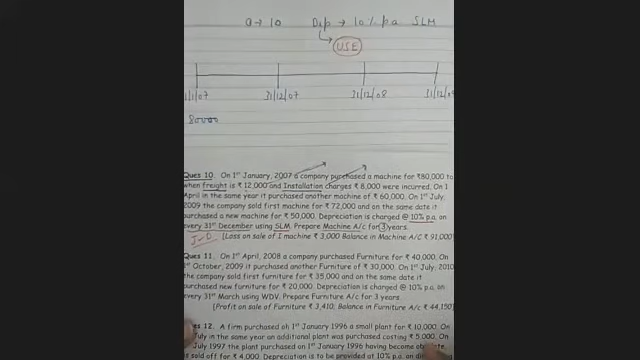 Q → 10 Dep → 10% p.a SLM
USE
1/1/07 31/12/07 31/12/08 31/12/0
80000
Ques 10. On 1st January, 2007 a company purchased a machine for ₹80,000 to
when freight is ₹ 12,000 and Installation charges ₹ 8,000 were incurred. On 1
April in the same year it purchased another machine of ₹ 60,000. On 1st July,
2009 the company sold first machine for ₹ 72,000 and on the same date it
purchased a new machine for ₹ 50,000. Depreciation is charged @ 10% p.a. on
every 31st December using SLM. Prepare Machine A/c for 3 years.
J → D [Loss on sale of I machine ₹ 3,000 Balance in Machine A/c ₹ 91,000
Ques 11. On 1st April, 2008 a company purchased Furniture for ₹ 40,000. On
1st October, 2009 it purchased another Furniture of ₹ 30,000. On 1st July, 2010
the company sold first furniture for ₹ 35,000 and on the same date it
purchased new furniture for ₹ 20,000. Depreciation is charged @ 10% p.a. on
every 31st March using WDV. Prepare Furniture A/c for 3 years.
[Profit on sale of Furniture ₹ 3,410; Balance in Furniture A/c ₹ 44,150
es 12. A firm purchased on 1st January 1996 a small plant for ₹ 10,000. On
July in the same year an additional plant was purchased costing ₹ 5,000. On
July 1997 the plant purchased on 1st January 1996 having become
is sold off for ₹ 4,000. Depreciation is to be provided at 10% p.a. on